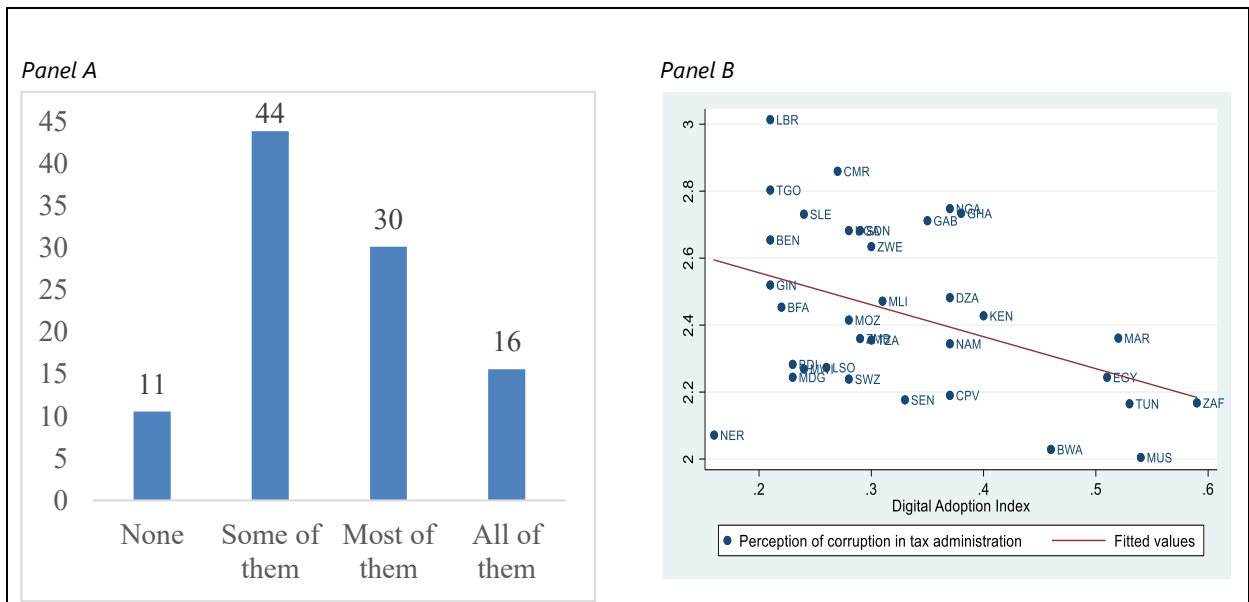 Panel A
45
40
35
30
25
20
15
10
5
0
11
44
30
16
None
Some of
them
Most of
them
All of
them
Panel B
3
2.8
2.6
2.4
2.2
2
LBR
CMR
TGO
SLE
NGA
GHA
GAB
SDN
BEN
ZWE
GIN
MLI
DZA
BFA
KEN
MOZ
MAR
TZA
NAM
BDI
MWI
LSO
MDG
SWZ
EGY
SEN
CPV
TUN
ZAF
NER
BWA
MUS
.2 .3 .4 .5 .6
Digital Adoption Index
Perception of corruption in tax administration Fitted values